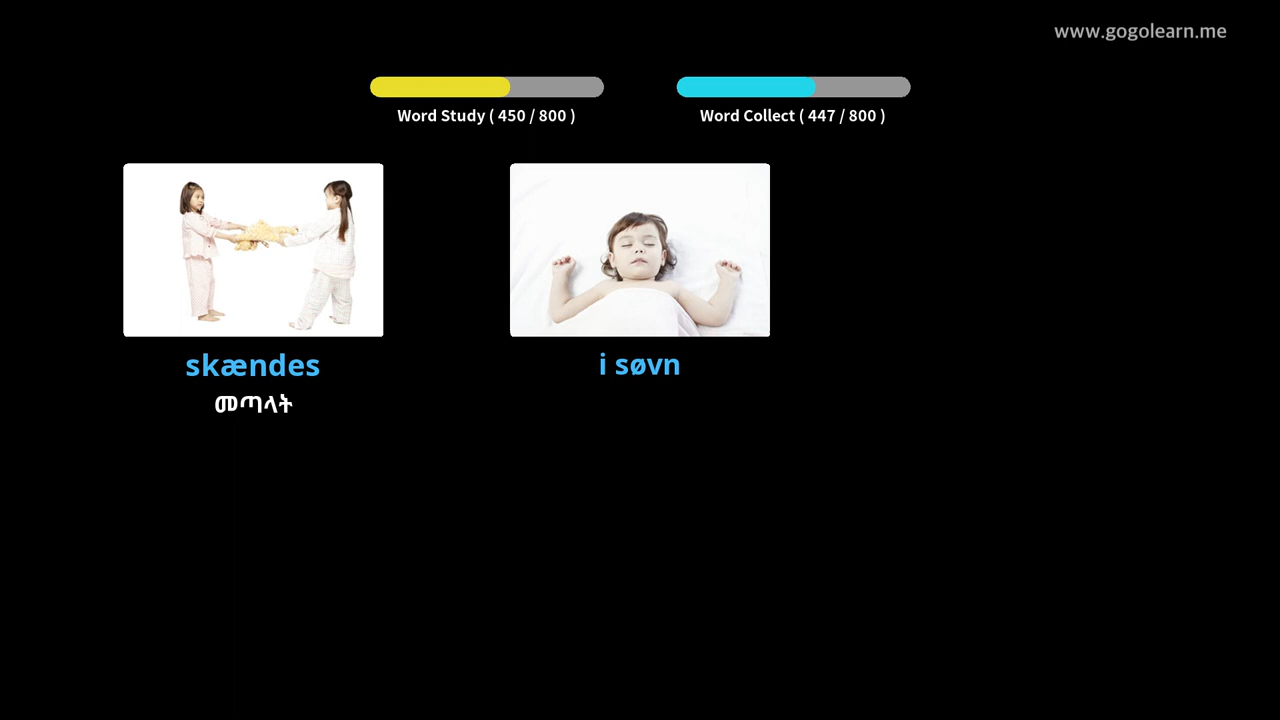 www.gogolearn.me
Word Study ( 450 / 800 )
Word Collect ( 447 / 800 )
skændes
መጣላት
i søvn